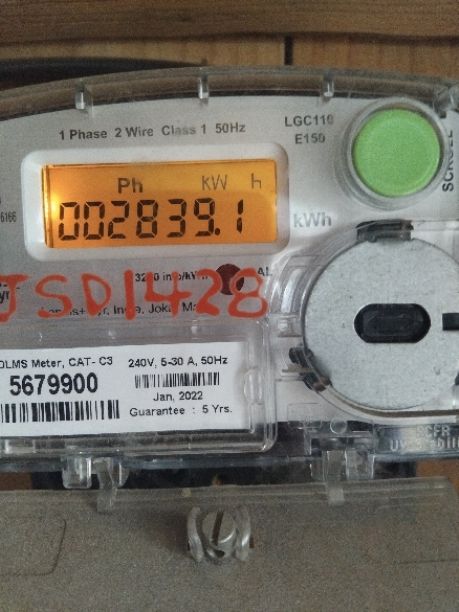 LGC110
E150
1 Phase 2 Wire Class 1 50Hz
SCROLL
Ph kW h
002839.1
kWh
6166
JSD1428
DLMS Meter, CAT- C3
5679900
240V, 5-30 A, 50Hz
Jan, 2022
Guarantee : 5 Yrs.